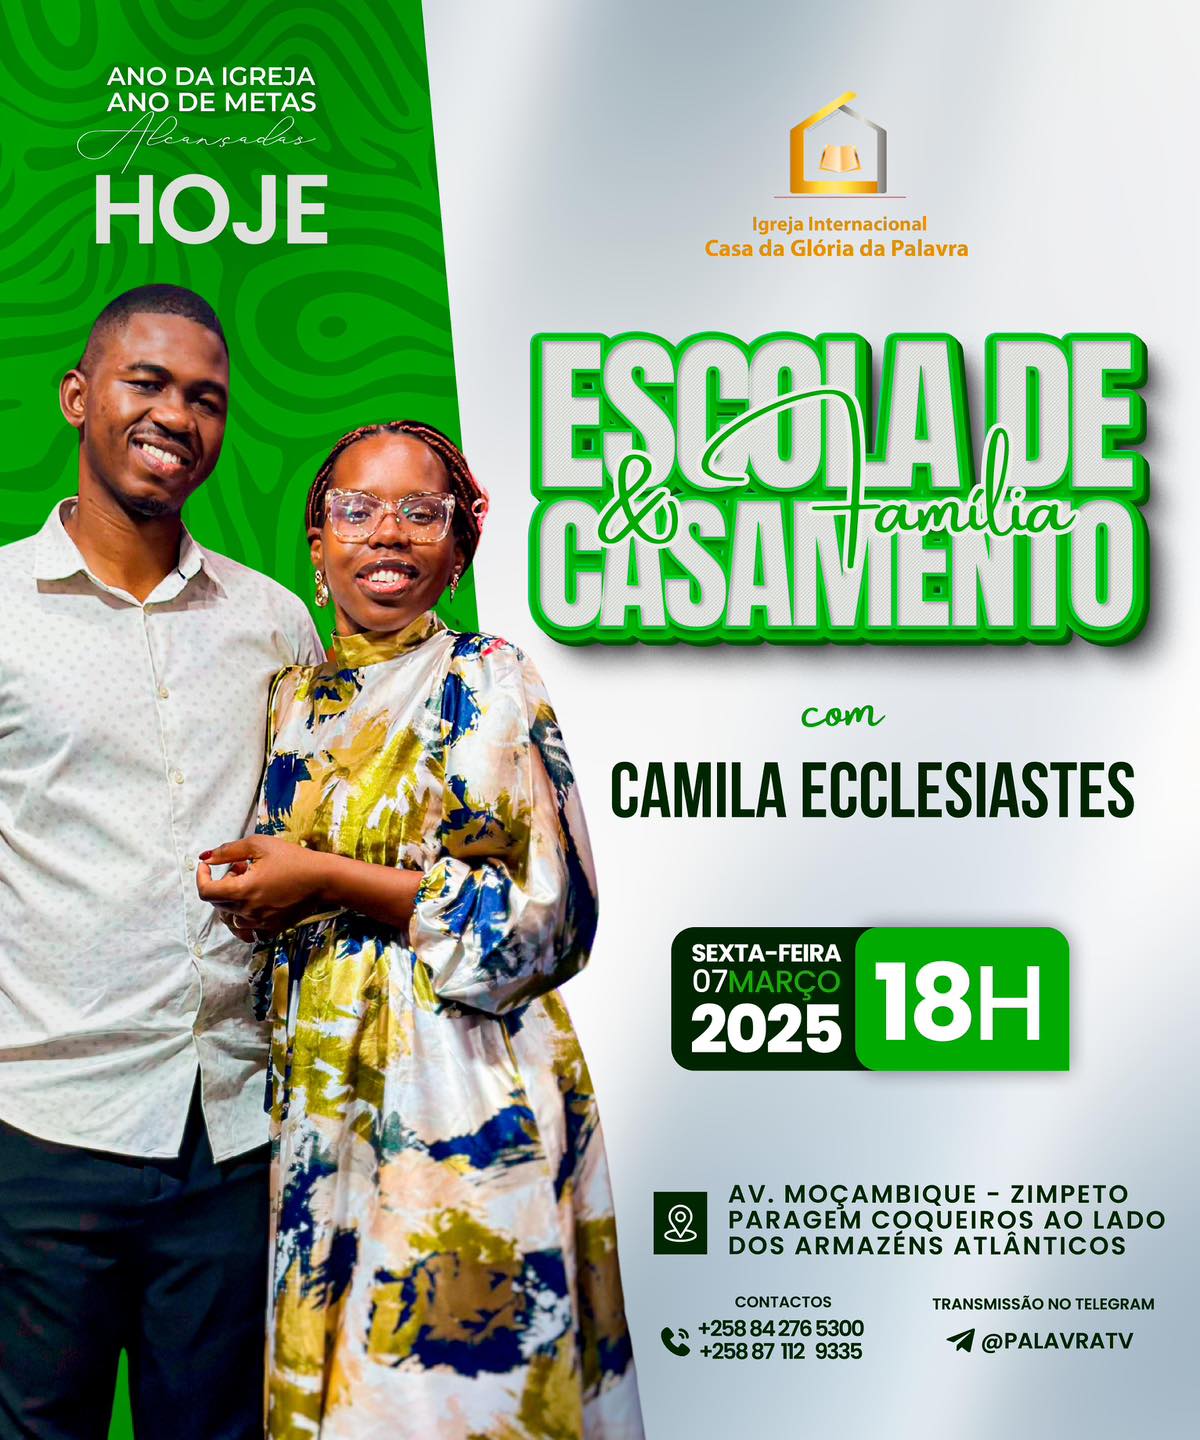 ANO DA IGREJA
ANO DE METAS
Alcansadas
HOJE
Igreja Internacional
Casa da Glória da Palavra
ESCOLA DE
& Família
CASAMENTO
com
CAMILA ECCLESIASTES
SEXTA-FEIRA
07MARÇO
2025
18H
AV. MOÇAMBIQUE - ZIMPETO
PARAGEM COQUEIROS AO LADO
DOS ARMAZÉNS ATLÂNTICOS
CONTACTOS
+258 84 276 5300
+258 87 112 9335
TRANSMISSÃO NO TELEGRAM
@PALAVRATV